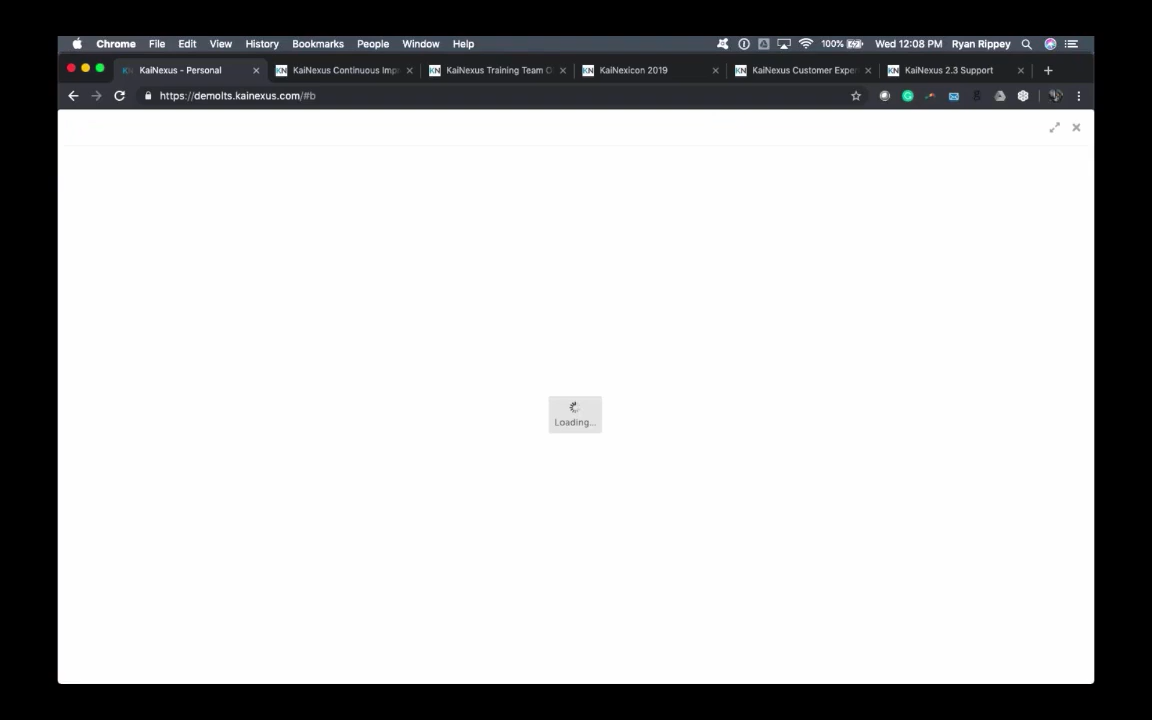 Chrome File Edit View History Bookmarks People Window Help 100% Wed 12:08 PM Ryan Rippey
KaiNexus - Personal KaiNexus Continuous Imp KaiNexus Training Team KaiNexicon 2019 KaiNexus Customer Exper KaiNexus 2.3 Support
https://demolts.kainexus.com/#b
Loading...